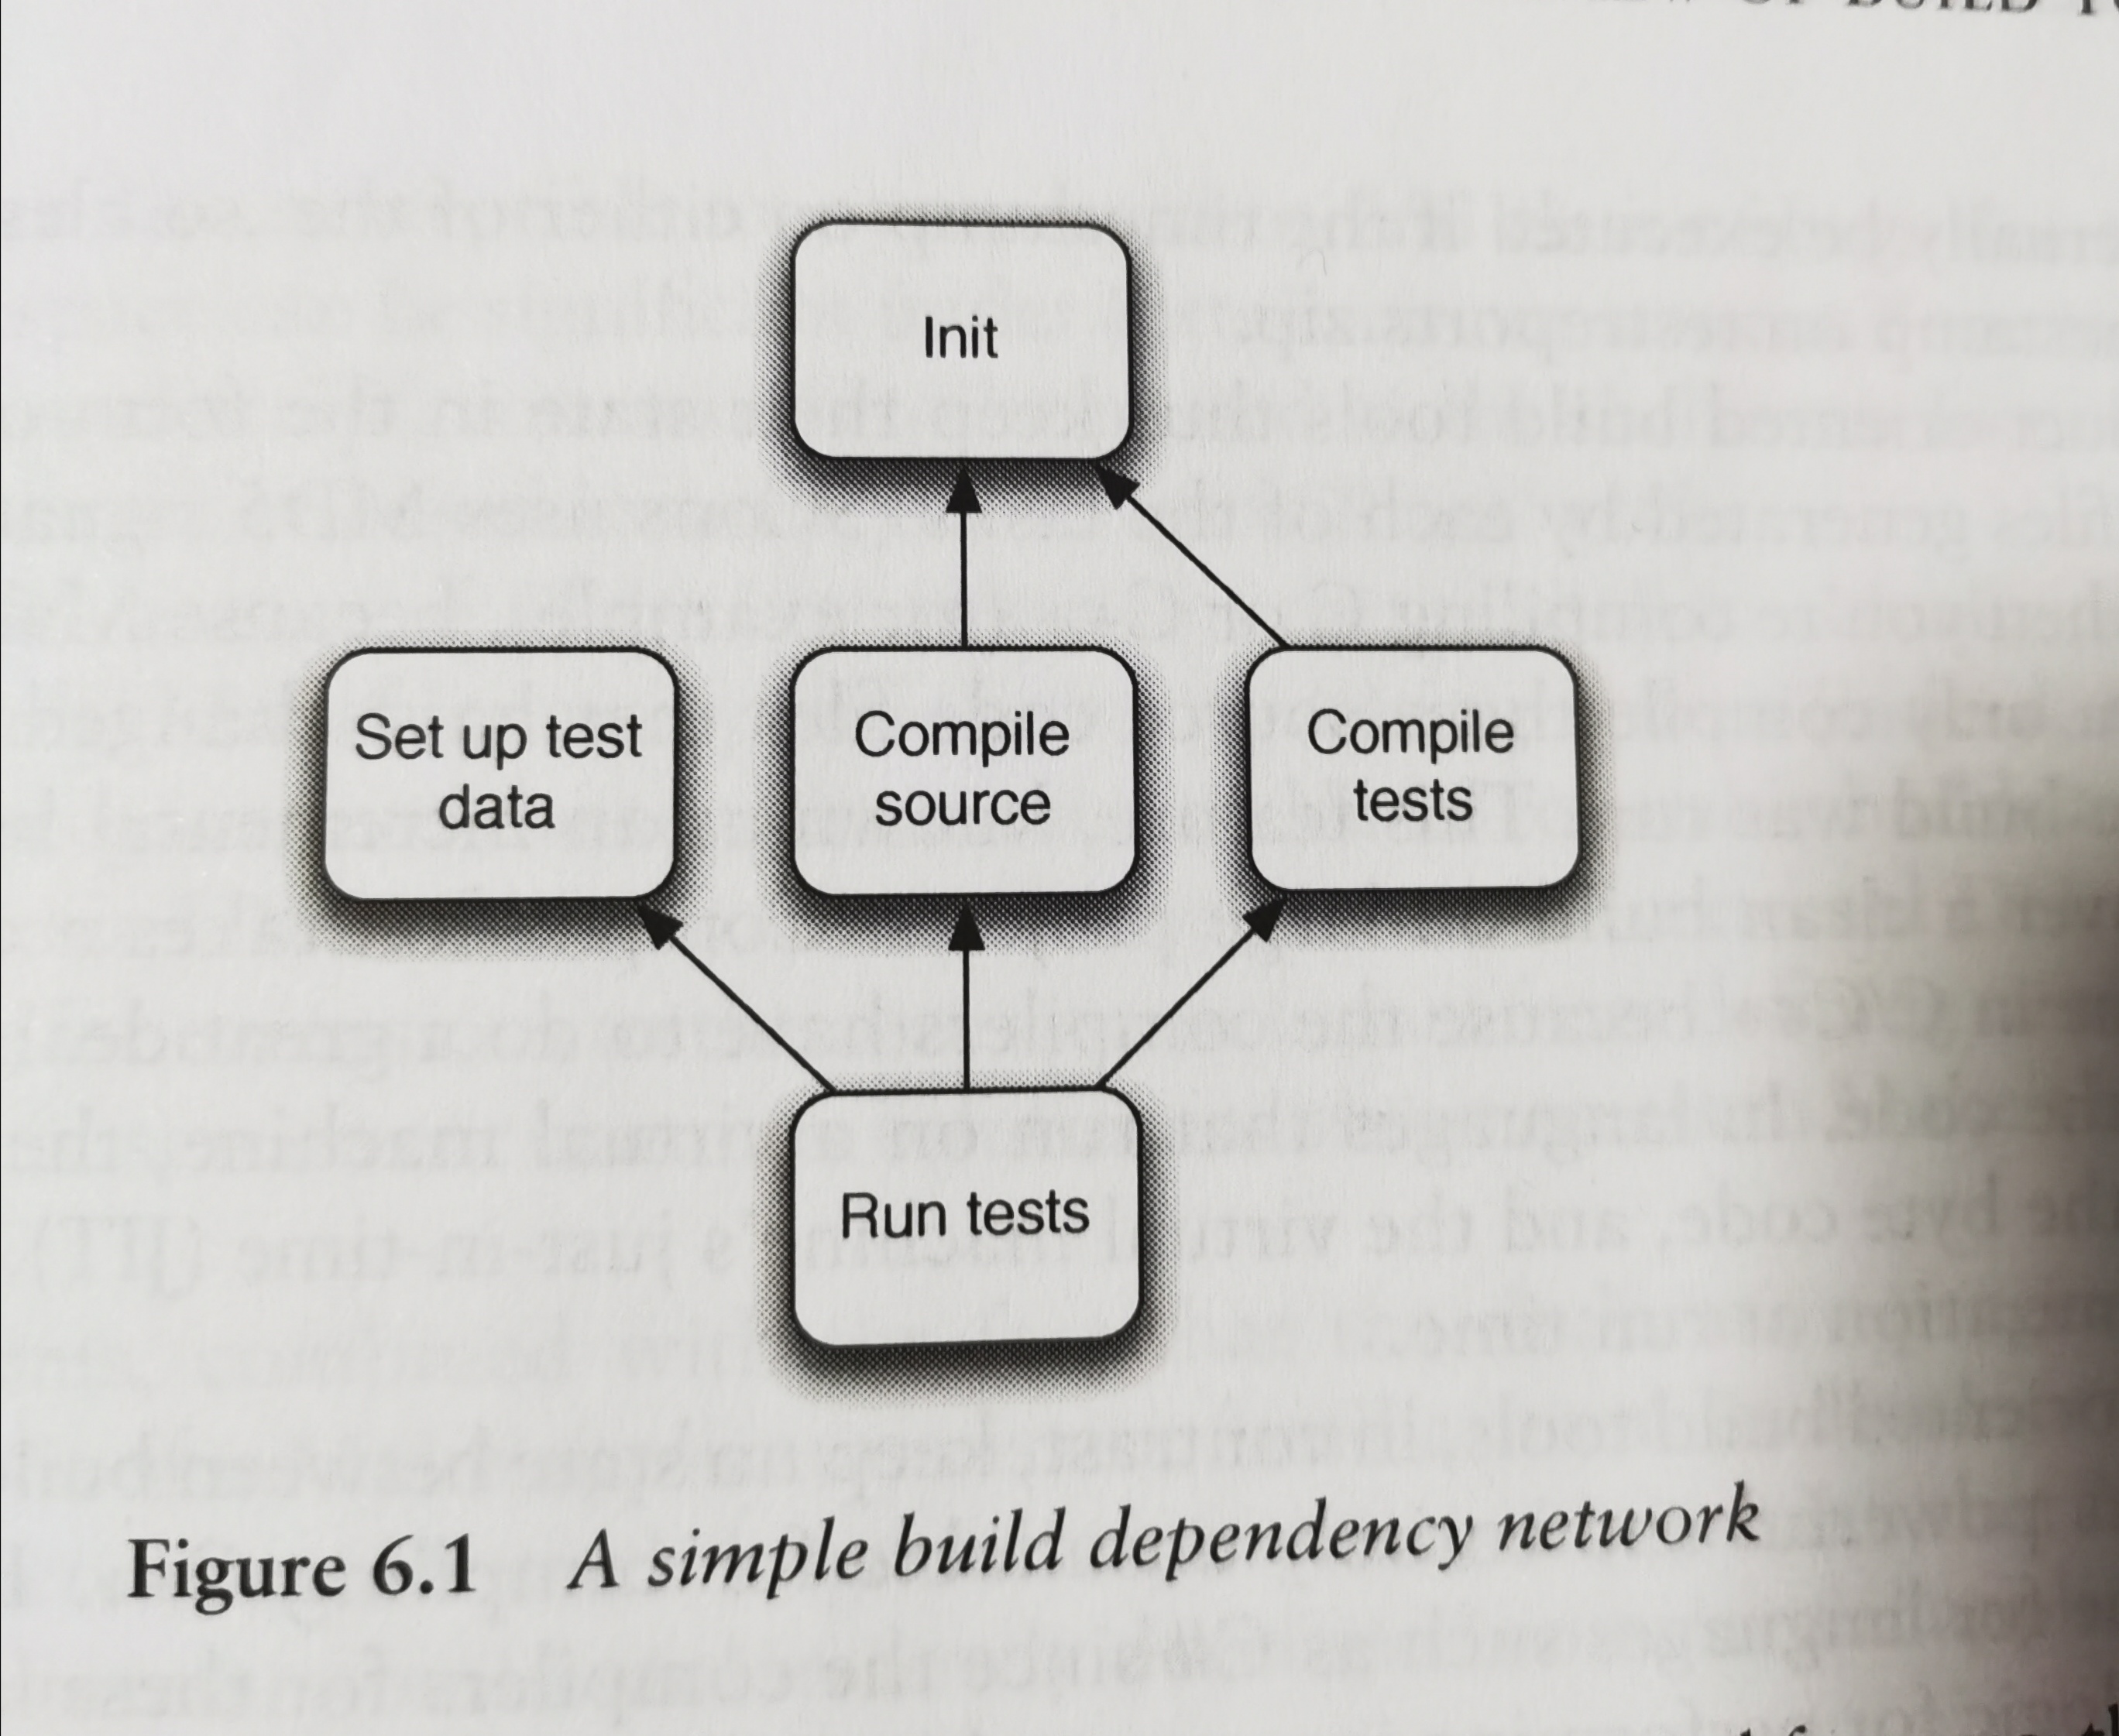 Init
Set up test
data
Compile
source
Compile
tests
Run tests
Figure 6.1 A simple build dependency network